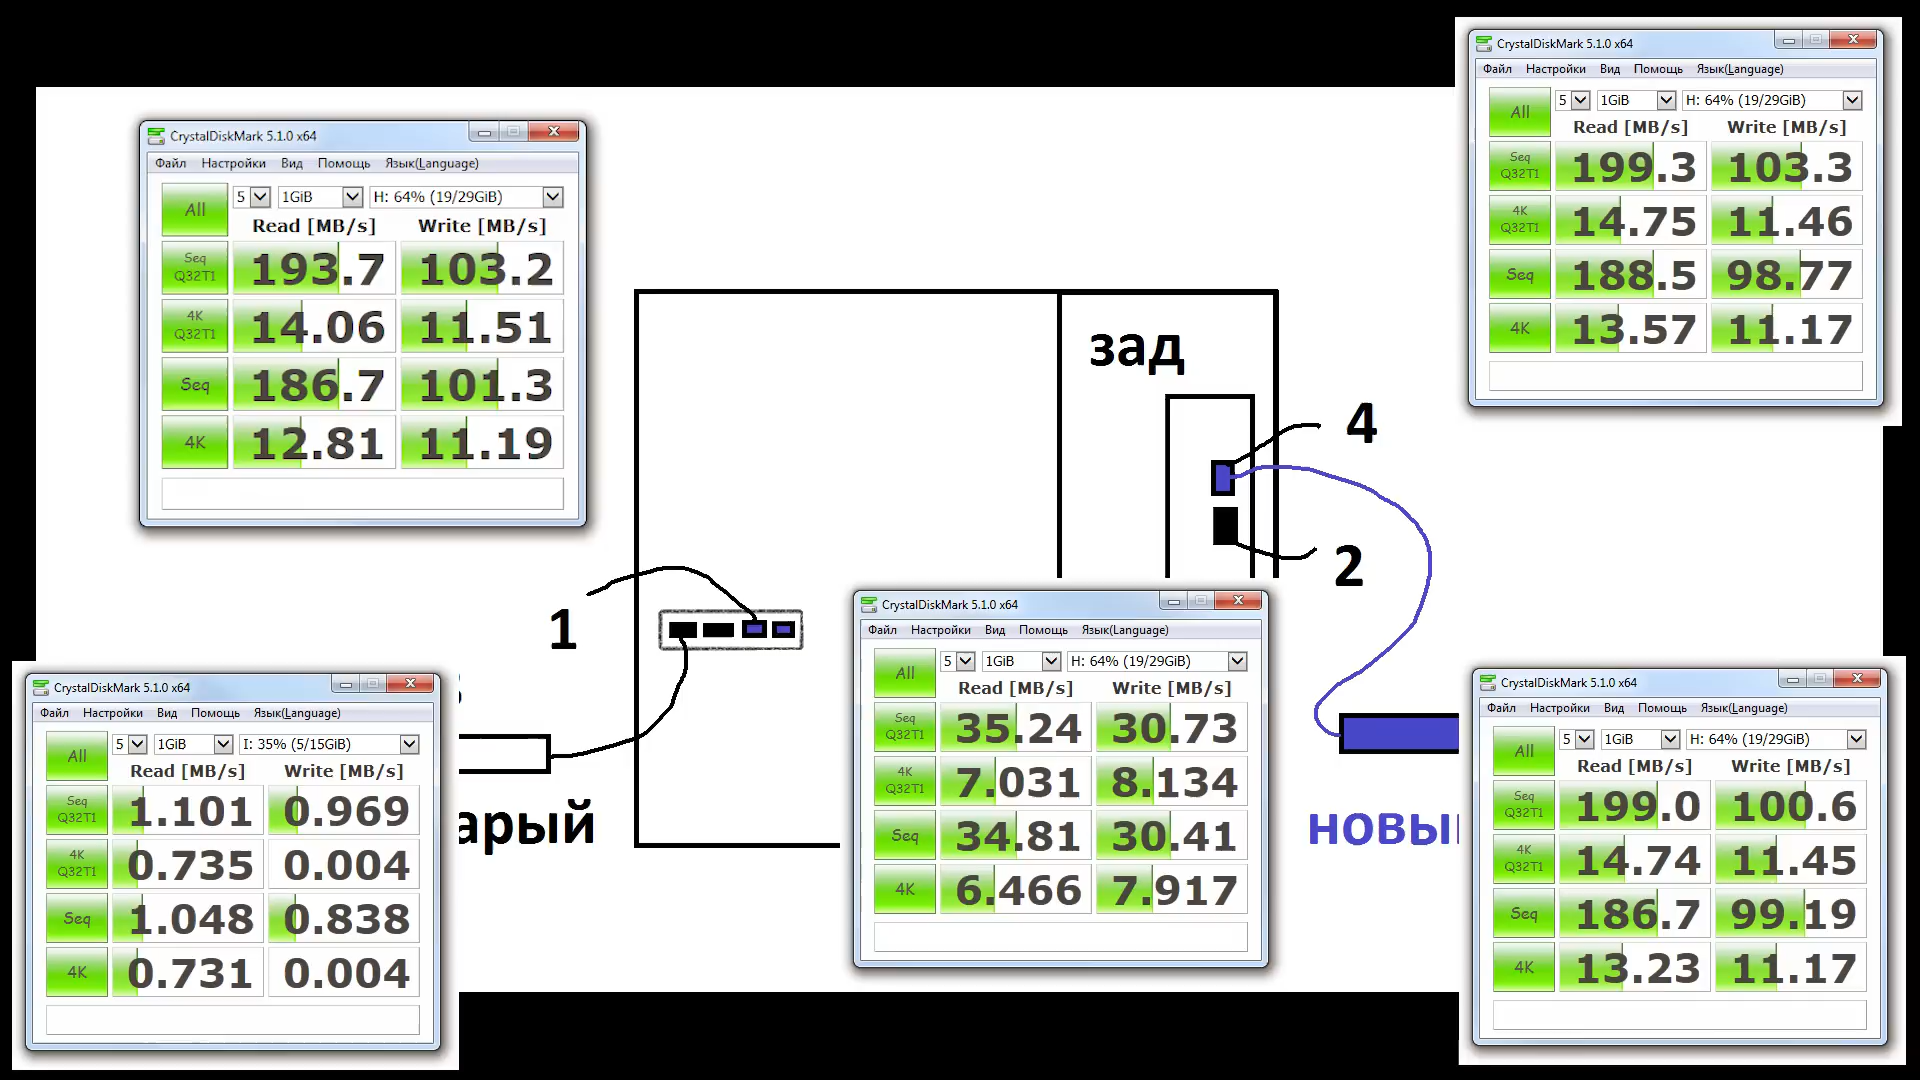 CrystalDiskMark 5.1.0 x64
Файл Настройки Вид Помощь Язык(Language)
All 5 1GiB H: 64% (19/29GiB)
Read [MB/s] Write [MB/s]
Seq Q32T1 193.7 103.2
4K Q32T1 14.06 11.51
Seq 186.7 101.3
4K 12.81 11.19
CrystalDiskMark 5.1.0 x64
Файл Настройки Вид Помощь Язык(Language)
All 5 1GiB H: 64% (19/29GiB)
Read [MB/s] Write [MB/s]
Seq Q32T1 199.3 103.3
4K Q32T1 14.75 11.46
Seq 188.5 98.77
4K 13.57 11.17
зад
4
2
1
CrystalDiskMark 5.1.0 x64
Файл Настройки Вид Помощь Язык(Language)
All 5 1GiB I: 35% (5/15GiB)
Read [MB/s] Write [MB/s]
Seq Q32T1 1.101 0.969
4K Q32T1 0.735 0.004
Seq 1.048 0.838
4K 0.731 0.004
арый
CrystalDiskMark 5.1.0 x64
Файл Настройки Вид Помощь Язык(Language)
All 5 1GiB H: 64% (19/29GiB)
Read [MB/s] Write [MB/s]
Seq Q32T1 35.24 30.73
4K Q32T1 7.031 8.134
Seq 34.81 30.41
4K 6.466 7.917
новы
CrystalDiskMark 5.1.0 x64
Файл Настройки Вид Помощь Язык(Language)
All 5 1GiB H: 64% (19/29GiB)
Read [MB/s] Write [MB/s]
Seq Q32T1 199.0 100.6
4K Q32T1 14.74 11.45
Seq 186.7 99.19
4K 13.23 11.17